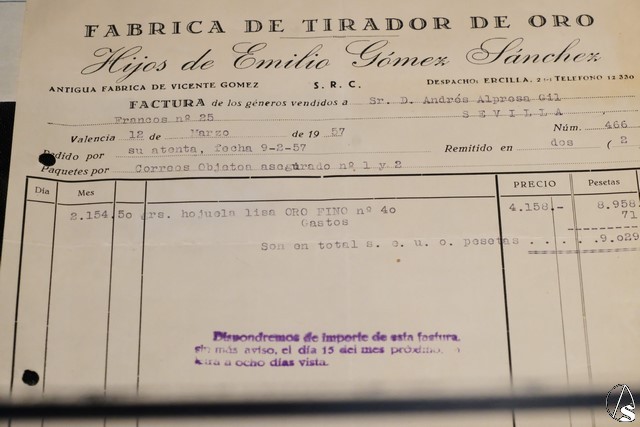 FABRICA DE TIRADOR DE ORO
Hijos de Emilio Gómez Sánchez
ANTIGUA FABRICA DE VICENTE GOMEZ S. R. C. DESPACHO: ERCILLA, 2 TELEFONO 12 330
FACTURA de los géneros vendidos a Sr. D. Andrés Alpresa Gil
Francos nº 25 SEVILLA
Valencia 12 de Marzo de 1957 Núm. 466
Pedido por su atenta, fecha 9-2-57 Remitido en dos (2
Paquetes por Correos Objetos asegurado nº 1 y 2
Día Mes PRECIO Pesetas
2.154,50 grs. hojuela lisa ORO FINO nº 40 4.158.- 8.958
Gastos 71
Son en total s. e. u. o. pesetas . . . . .9.029
Dispondremos de importe de esta factura,
sin más aviso, el día 15 del mes próximo,
letra a ocho días vista.